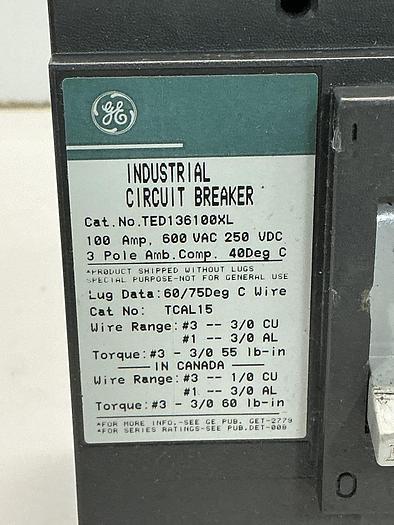 GE
INDUSTRIAL
CIRCUIT BREAKER
Cat.No.TED136100XL
100 Amp, 600 VAC 250 VDC
3 Pole Amb.Comp. 40Deg C
*PRODUCT SHIPPED WITHOUT LUGS
SPECIAL PURPOSE-NOT FOR GENERAL USE
Lug Data:60/75Deg C Wire
Cat No: TCAL15
Wire Range:#3 -- 3/0 CU
#1 -- 3/0 AL
Torque:#3 - 3/0 55 lb-in
IN CANADA
Wire Range:#3 -- 1/0 CU
#1 -- 3/0 AL
Torque:#3 - 3/0 60 lb-in
*FOR MORE INFO.-SEE GE PUB. GET-2779
*FOR SERIES RATINGS-SEE PUB.DET-008
I
O